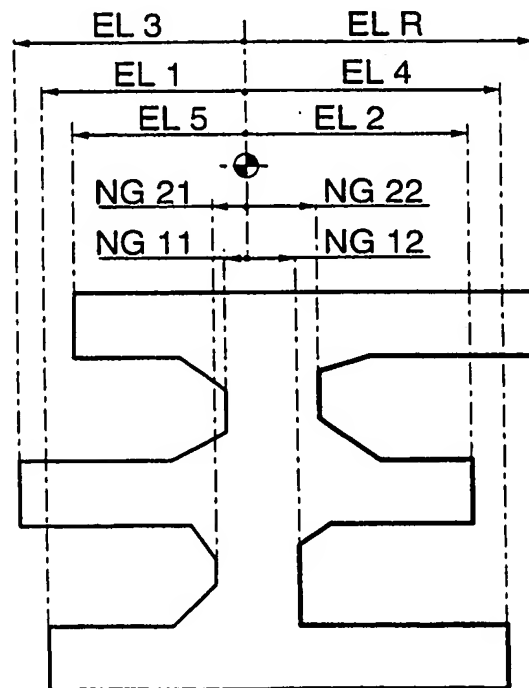 EL 3 EL R
EL 1 EL 4
EL 5 EL 2
NG 21 NG 22
NG 11 NG 12